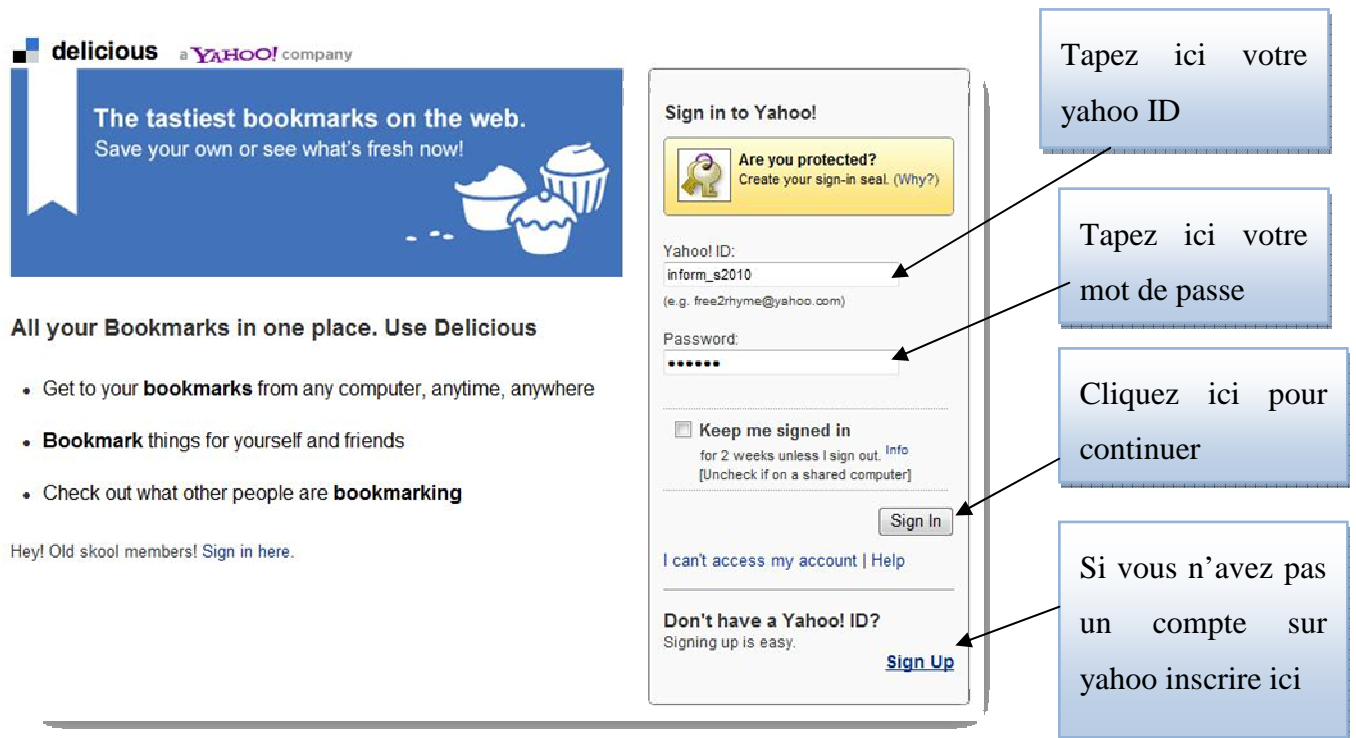 delicious a YAHOO! company
The tastiest bookmarks on the web.
Save your own or see what's fresh now!
All your Bookmarks in one place. Use Delicious
• Get to your bookmarks from any computer, anytime, anywhere
• Bookmark things for yourself and friends
• Check out what other people are bookmarking
Hey! Old skool members! Sign in here.
Sign in to Yahoo!
Are you protected?
Create your sign-in seal. (Why?)
Yahoo! ID:
inform_s2010
(e.g. free2rhyme@yahoo.com)
Password:
••••••
Keep me signed in
for 2 weeks unless I sign out. Info
[Uncheck if on a shared computer]
Sign In
I can't access my account | Help
Don't have a Yahoo! ID?
Signing up is easy.
Sign Up
Tapez ici votre
yahoo ID
Tapez ici votre
mot de passe
Cliquez ici pour
continuer
Si vous n’avez pas
un compte sur
yahoo inscrire ici